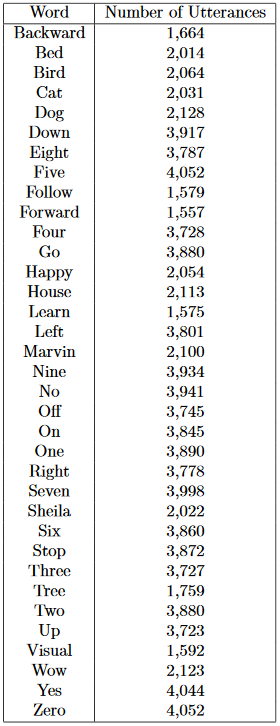 Word Number of Utterances
Backward 1,664
Bed 2,014
Bird 2,064
Cat 2,031
Dog 2,128
Down 3,917
Eight 3,787
Five 4,052
Follow 1,579
Forward 1,557
Four 3,728
Go 3,880
Happy 2,054
House 2,113
Learn 1,575
Left 3,801
Marvin 2,100
Nine 3,934
No 3,941
Off 3,745
On 3,845
One 3,890
Right 3,778
Seven 3,998
Sheila 2,022
Six 3,860
Stop 3,872
Three 3,727
Tree 1,759
Two 3,880
Up 3,723
Visual 1,592
Wow 2,123
Yes 4,044
Zero 4,052